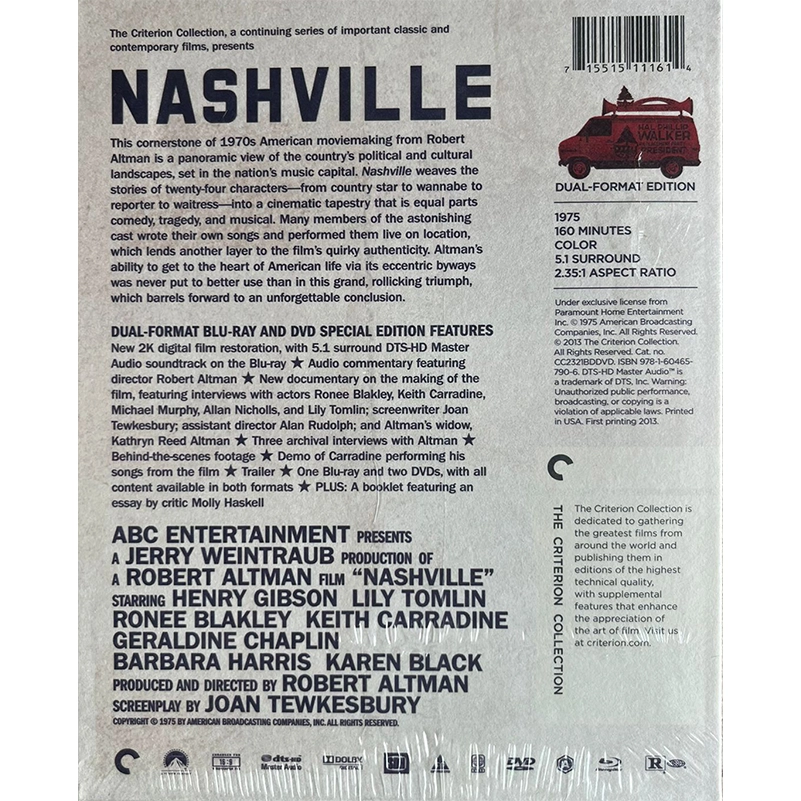 The Criterion Collection, a continuing series of important classic and
contemporary films, presents
NASHVILLE
This cornerstone of 1970s American moviemaking from Robert
Altman is a panoramic view of the country's political and cultural
landscapes, set in the nation's music capital. Nashville weaves the
stories of twenty-four characters—from country star to wannabe to
reporter to waitress—into a cinematic tapestry that is equal parts
comedy, tragedy, and musical. Many members of the astonishing
cast wrote their own songs and performed them live on location,
which lends another layer to the film's quirky authenticity. Altman's
ability to get to the heart of American life via its eccentric byways
was never put to better use than in this grand, rollicking triumph,
which barrels forward to an unforgettable conclusion.
DUAL-FORMAT BLU-RAY AND DVD SPECIAL EDITION FEATURES
New 2K digital film restoration, with 5.1 surround DTS-HD Master
Audio soundtrack on the Blu-ray ★ Audio commentary featuring
director Robert Altman ★ New documentary on the making of the
film, featuring interviews with actors Ronee Blakley, Keith Carradine,
Michael Murphy, Allan Nicholls, and Lily Tomlin; screenwriter Joan
Tewkesbury; assistant director Alan Rudolph; and Altman's widow,
Kathryn Reed Altman ★ Three archival interviews with Altman ★
Behind-the-scenes footage ★ Demo of Carradine performing his
songs from the film ★ Trailer ★ One Blu-ray and two DVDs, with all
content available in both formats ★ PLUS: A booklet featuring an
essay by critic Molly Haskell
ABC ENTERTAINMENT PRESENTS
A JERRY WEINTRAUB PRODUCTION OF
A ROBERT ALTMAN FILM “NASHVILLE”
STARRING HENRY GIBSON LILY TOMLIN
RONEE BLAKLEY KEITH CARRADINE
GERALDINE CHAPLIN
BARBARA HARRIS KAREN BLACK
PRODUCED AND DIRECTED BY ROBERT ALTMAN
SCREENPLAY BY JOAN TEWKESBURY
COPYRIGHT © 1975 BY AMERICAN BROADCASTING COMPANIES, INC. ALL RIGHTS RESERVED.
7 15515 11161 4
HAL PHILLIP
WALKER
PRESIDENT
DUAL-FORMAT EDITION
1975
160 MINUTES
COLOR
5.1 SURROUND
2.35:1 ASPECT RATIO
Under exclusive license from
Paramount Home Entertainment
Inc. © 1975 American Broadcasting
Companies, Inc. All Rights Reserved.
© 2013 The Criterion Collection.
All Rights Reserved. Cat. no.
CC2321BDDVD. ISBN 978-1-60465-
790-6. DTS-HD Master Audio™ is
a trademark of DTS, Inc. Warning:
Unauthorized public performance,
broadcasting, or copying is a
violation of applicable laws. Printed
in USA. First printing 2013.
THE CRITERION COLLECTION
The Criterion Collection is
dedicated to gathering
the greatest films from
around the world and
publishing them in
editions of the highest
technical quality,
with supplemental
features that enhance
the appreciation of
the art of film. Visit us
at criterion.com.
16:9
dts-HD
Master Audio
DOLBY
DVD
R